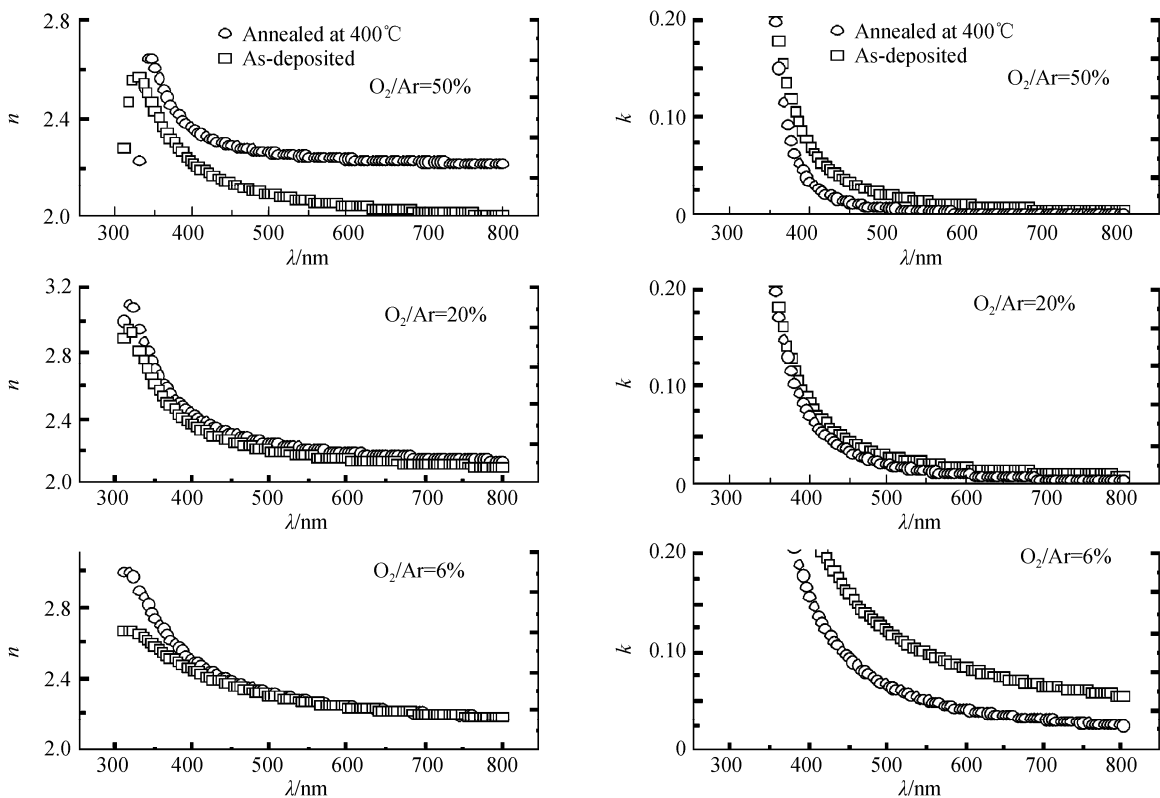 2.8
2.4
2.0
n
Annealed at 400℃
As-deposited
O₂/Ar=50%
300 400 500 600 700 800
λ/nm
0.20
0.10
0
k
Annealed at 400℃
As-deposited
O₂/Ar=50%
300 400 500 600 700 800
λ/nm
3.2
2.8
2.4
2.0
n
O₂/Ar=20%
300 400 500 600 700 800
λ/nm
0.20
0.10
0
k
O₂/Ar=20%
300 400 500 600 700 800
λ/nm
2.8
2.4
2.0
n
O₂/Ar=6%
300 400 500 600 700 800
λ/nm
0.20
0.10
0
k
O₂/Ar=6%
300 400 500 600 700 800
λ/nm